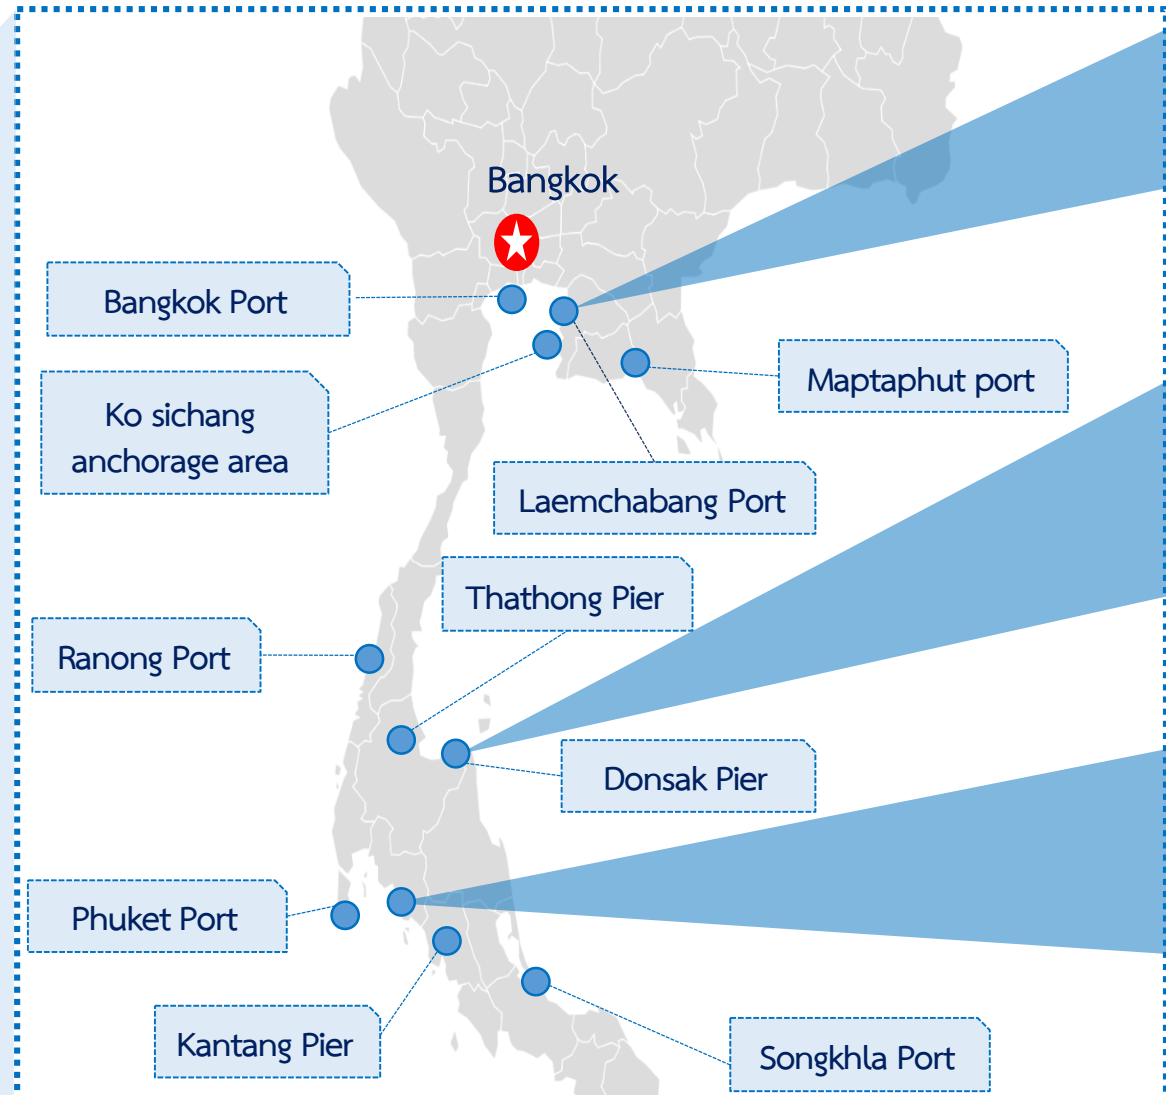 Bangkok
Bangkok Port
Ko sichang
anchorage area
Maptaphut port
Laemchabang Port
Thathong Pier
Ranong Port
Donsak Pier
Phuket Port
Kantang Pier
Songkhla Port